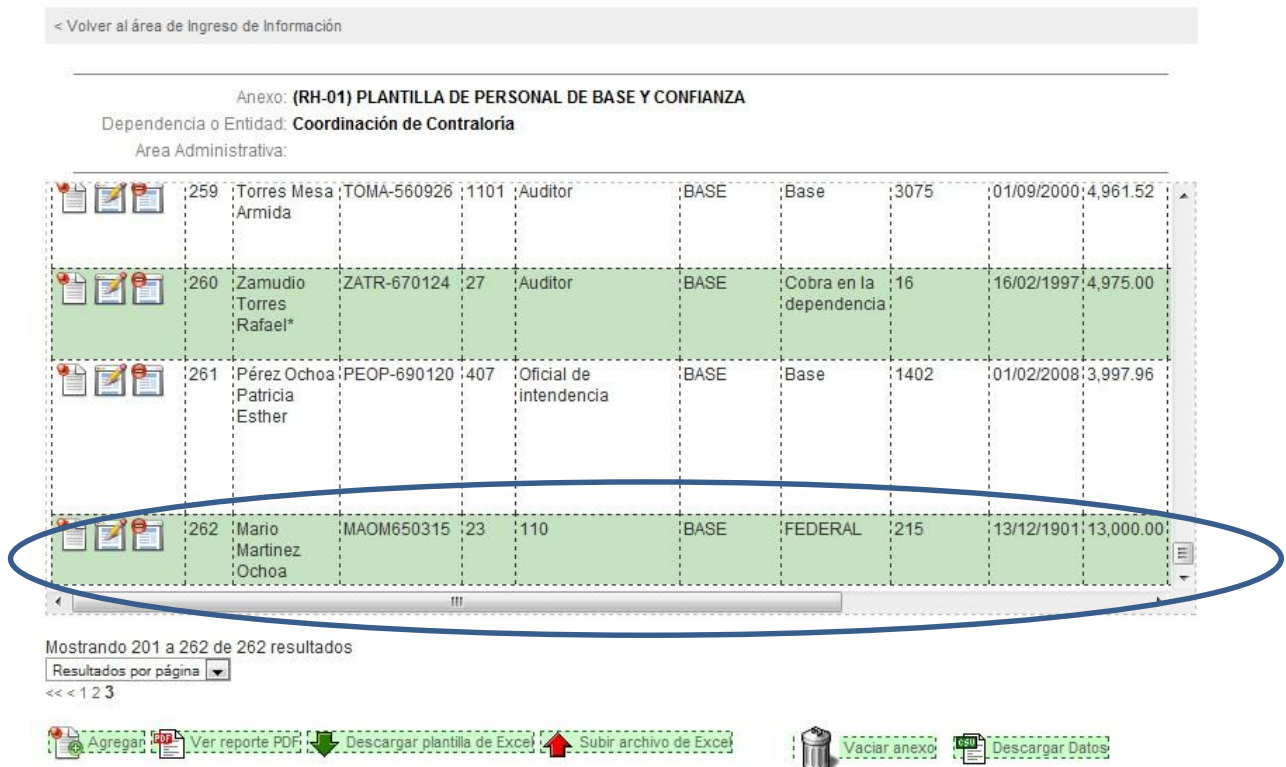 < Volver al área de Ingreso de Información
Anexo: (RH-01) PLANTILLA DE PERSONAL DE BASE Y CONFIANZA
Dependencia o Entidad: Coordinación de Contraloría
Area Administrativa:
259 Torres Mesa TOMA-560926 1101 Auditor BASE Base 3075 01/09/2000 4,961.52
Armida
260 Zamudio ZATR-670124 27 Auditor BASE Cobra en la 16 16/02/1997 4,975.00
Torres dependencia
Rafael*
261 Pérez Ochoa PEOP-690120 407 Oficial de BASE Base 1402 01/02/2008 3,997.96
Patricia intendencia
Esther
262 Mario MAOM650315 23 110 BASE FEDERAL 215 13/12/1901 13,000.00
Martinez
Ochoa
Mostrando 201 a 262 de 262 resultados
Resultados por página
<< < 1 2 3
Agregar PDF Ver reporte PDF Descargar plantilla de Excel Subir archivo de Excel Vaciar anexo CSV Descargar Datos